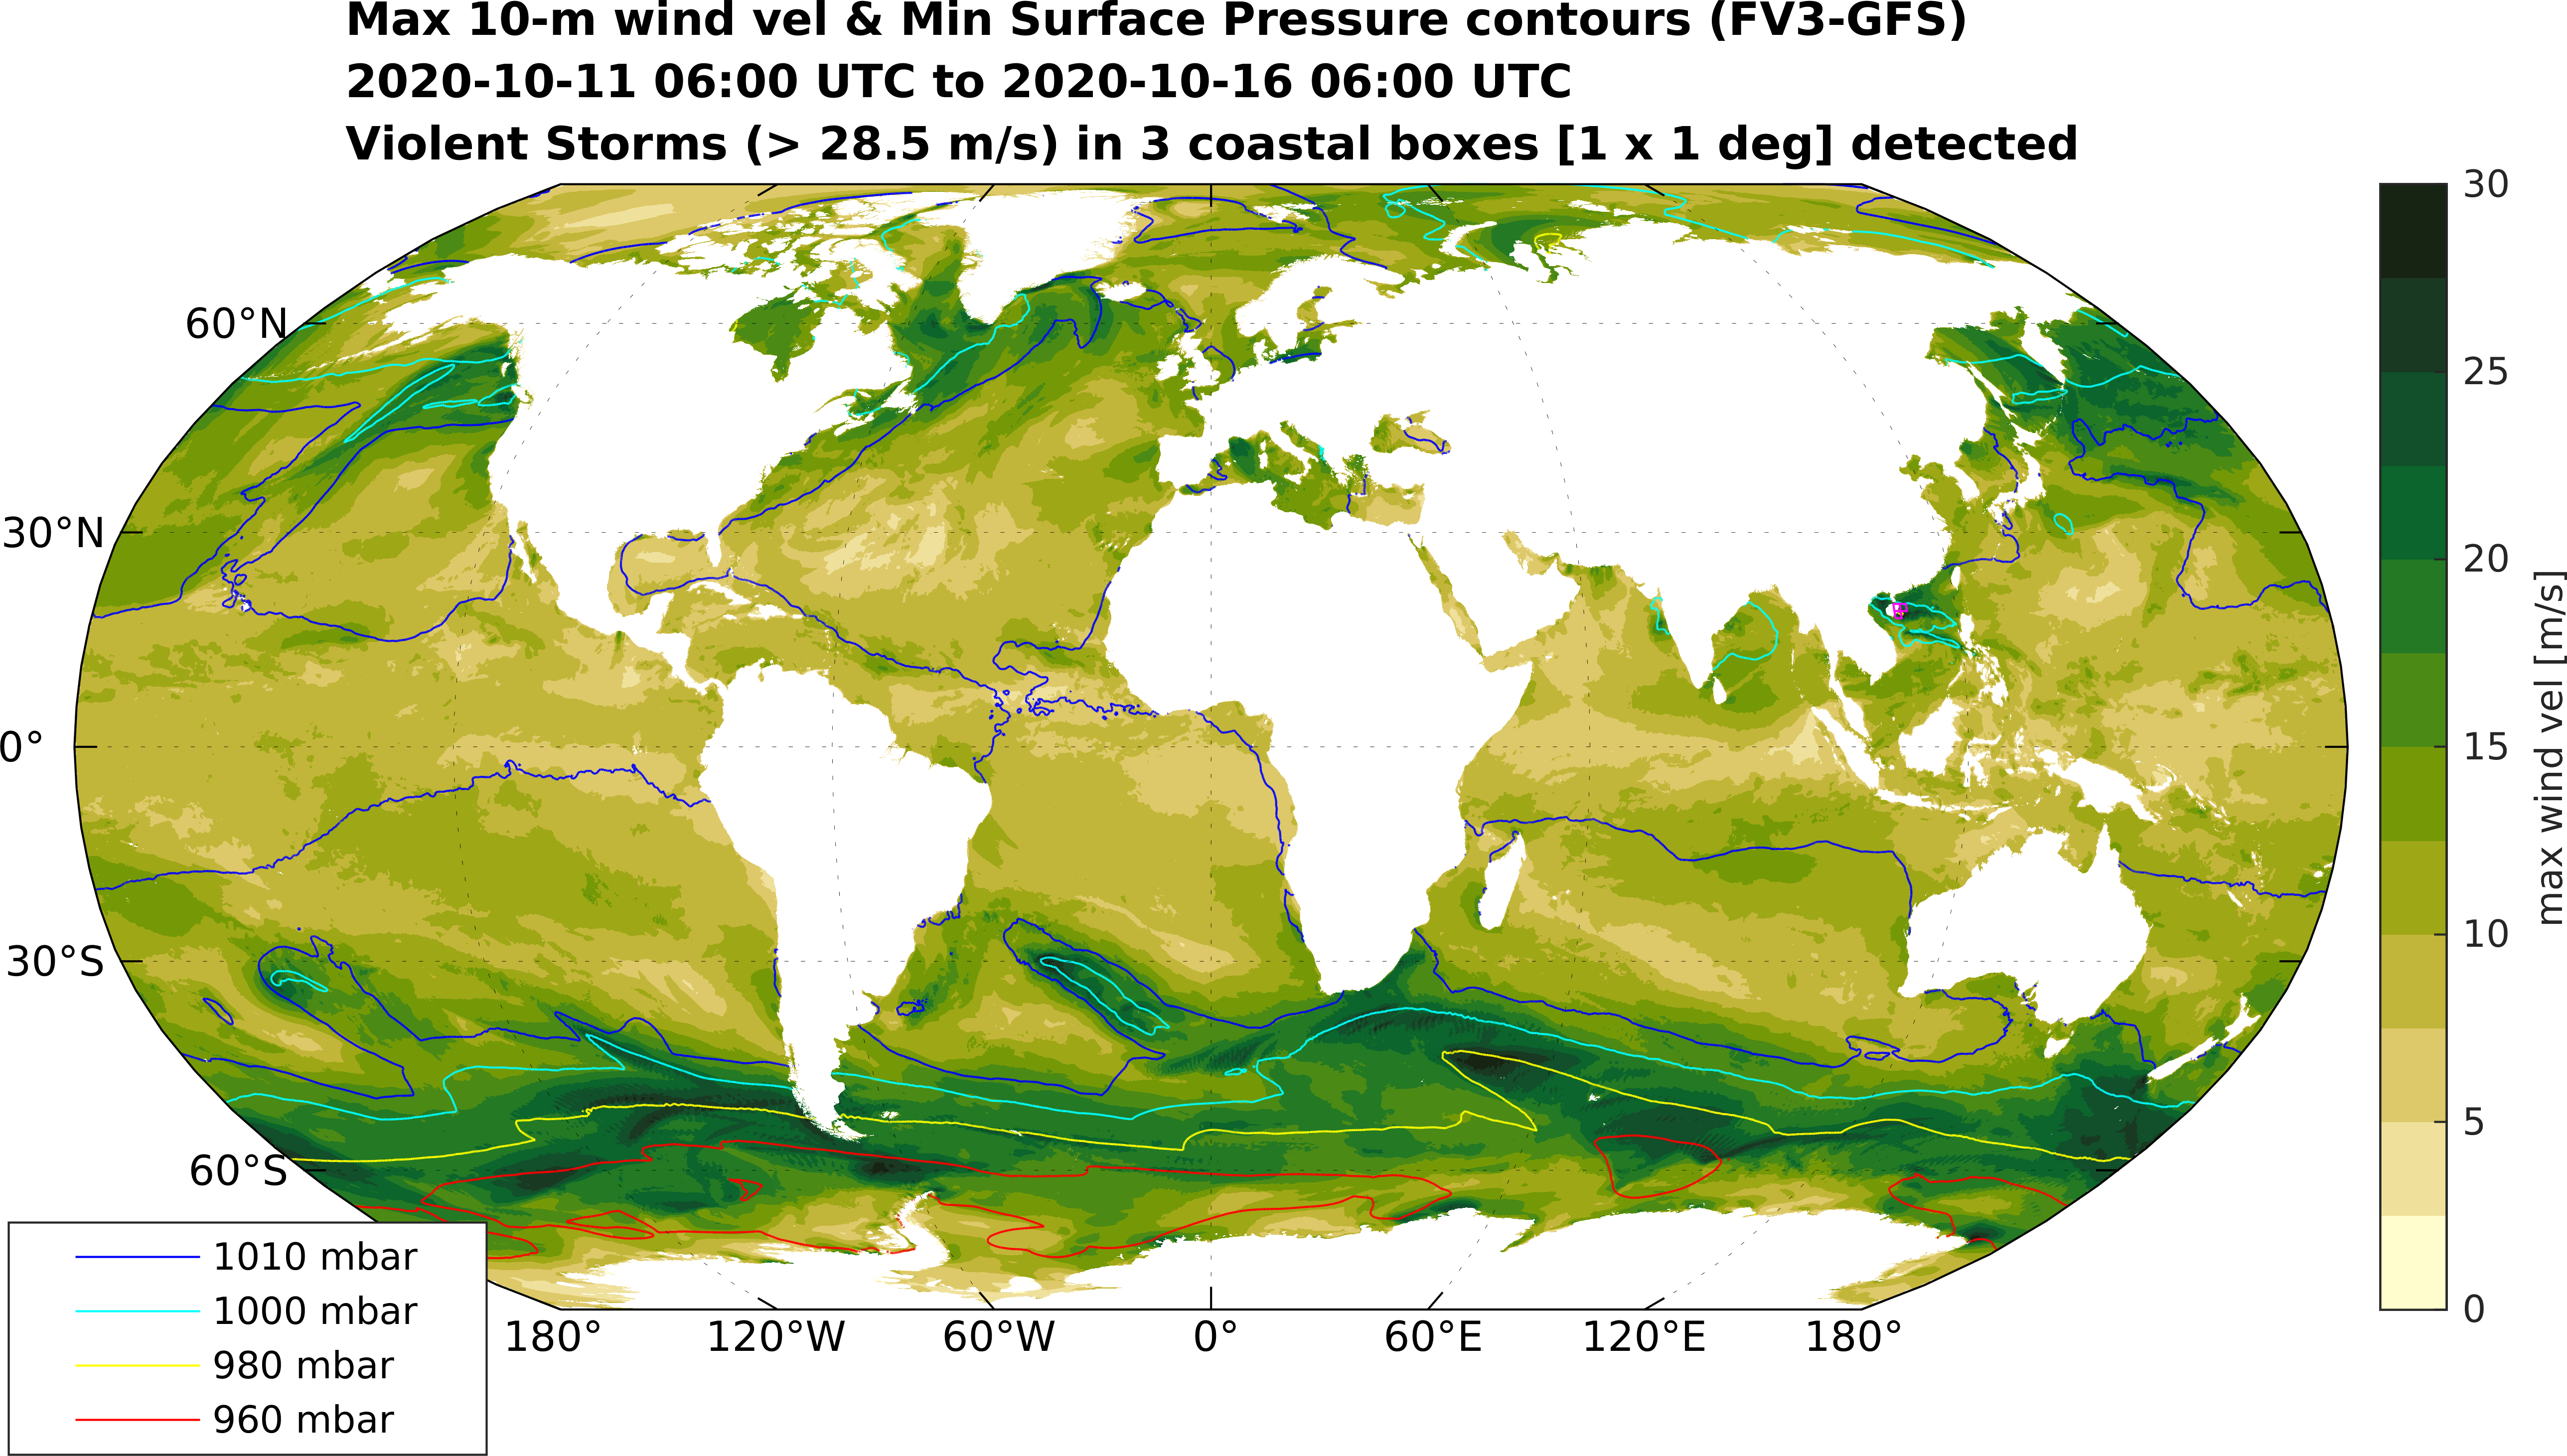 Max 10-m wind vel & Min Surface Pressure contours (FV3-GFS)
2020-10-11 06:00 UTC to 2020-10-16 06:00 UTC
Violent Storms (> 28.5 m/s) in 3 coastal boxes [1 x 1 deg] detected
60°N
30°N
0°
30°S
60°S
180°
120°W
60°W
0°
60°E
120°E
180°
30
25
20
15
10
5
0
max wind vel [m/s]
1010 mbar
1000 mbar
980 mbar
960 mbar